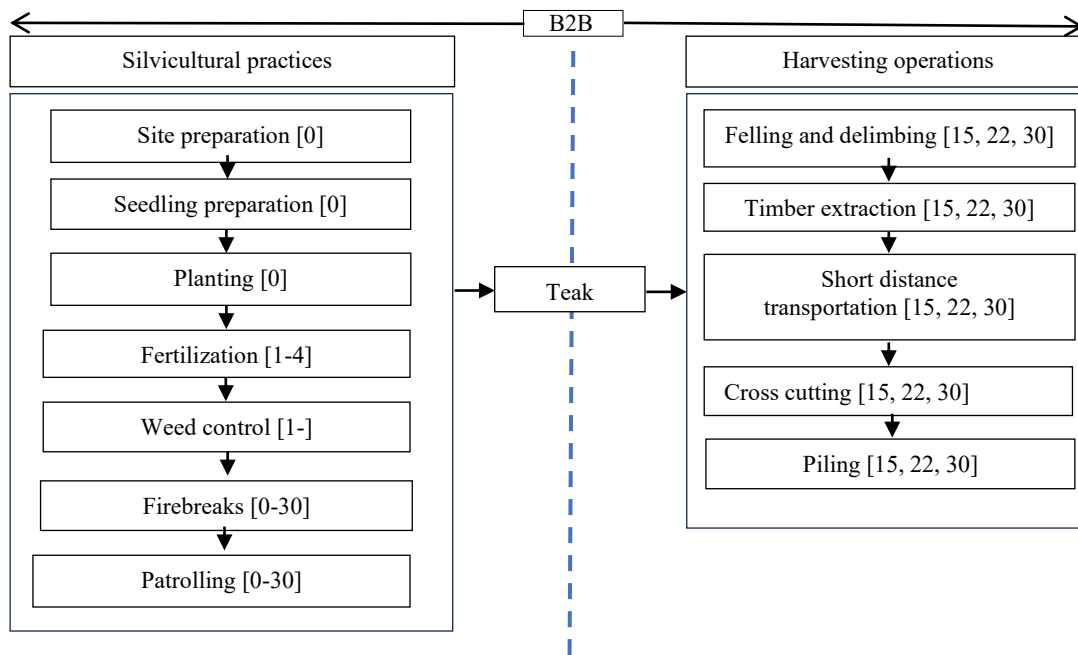 B2B
Silvicultural practices
Site preparation [0]
Seedling preparation [0]
Planting [0]
Fertilization [1-4]
Weed control [1-]
Firebreaks [0-30]
Patrolling [0-30]
Teak
Harvesting operations
Felling and delimbing [15, 22, 30]
Timber extraction [15, 22, 30]
Short distance
transportation [15, 22, 30]
Cross cutting [15, 22, 30]
Piling [15, 22, 30]